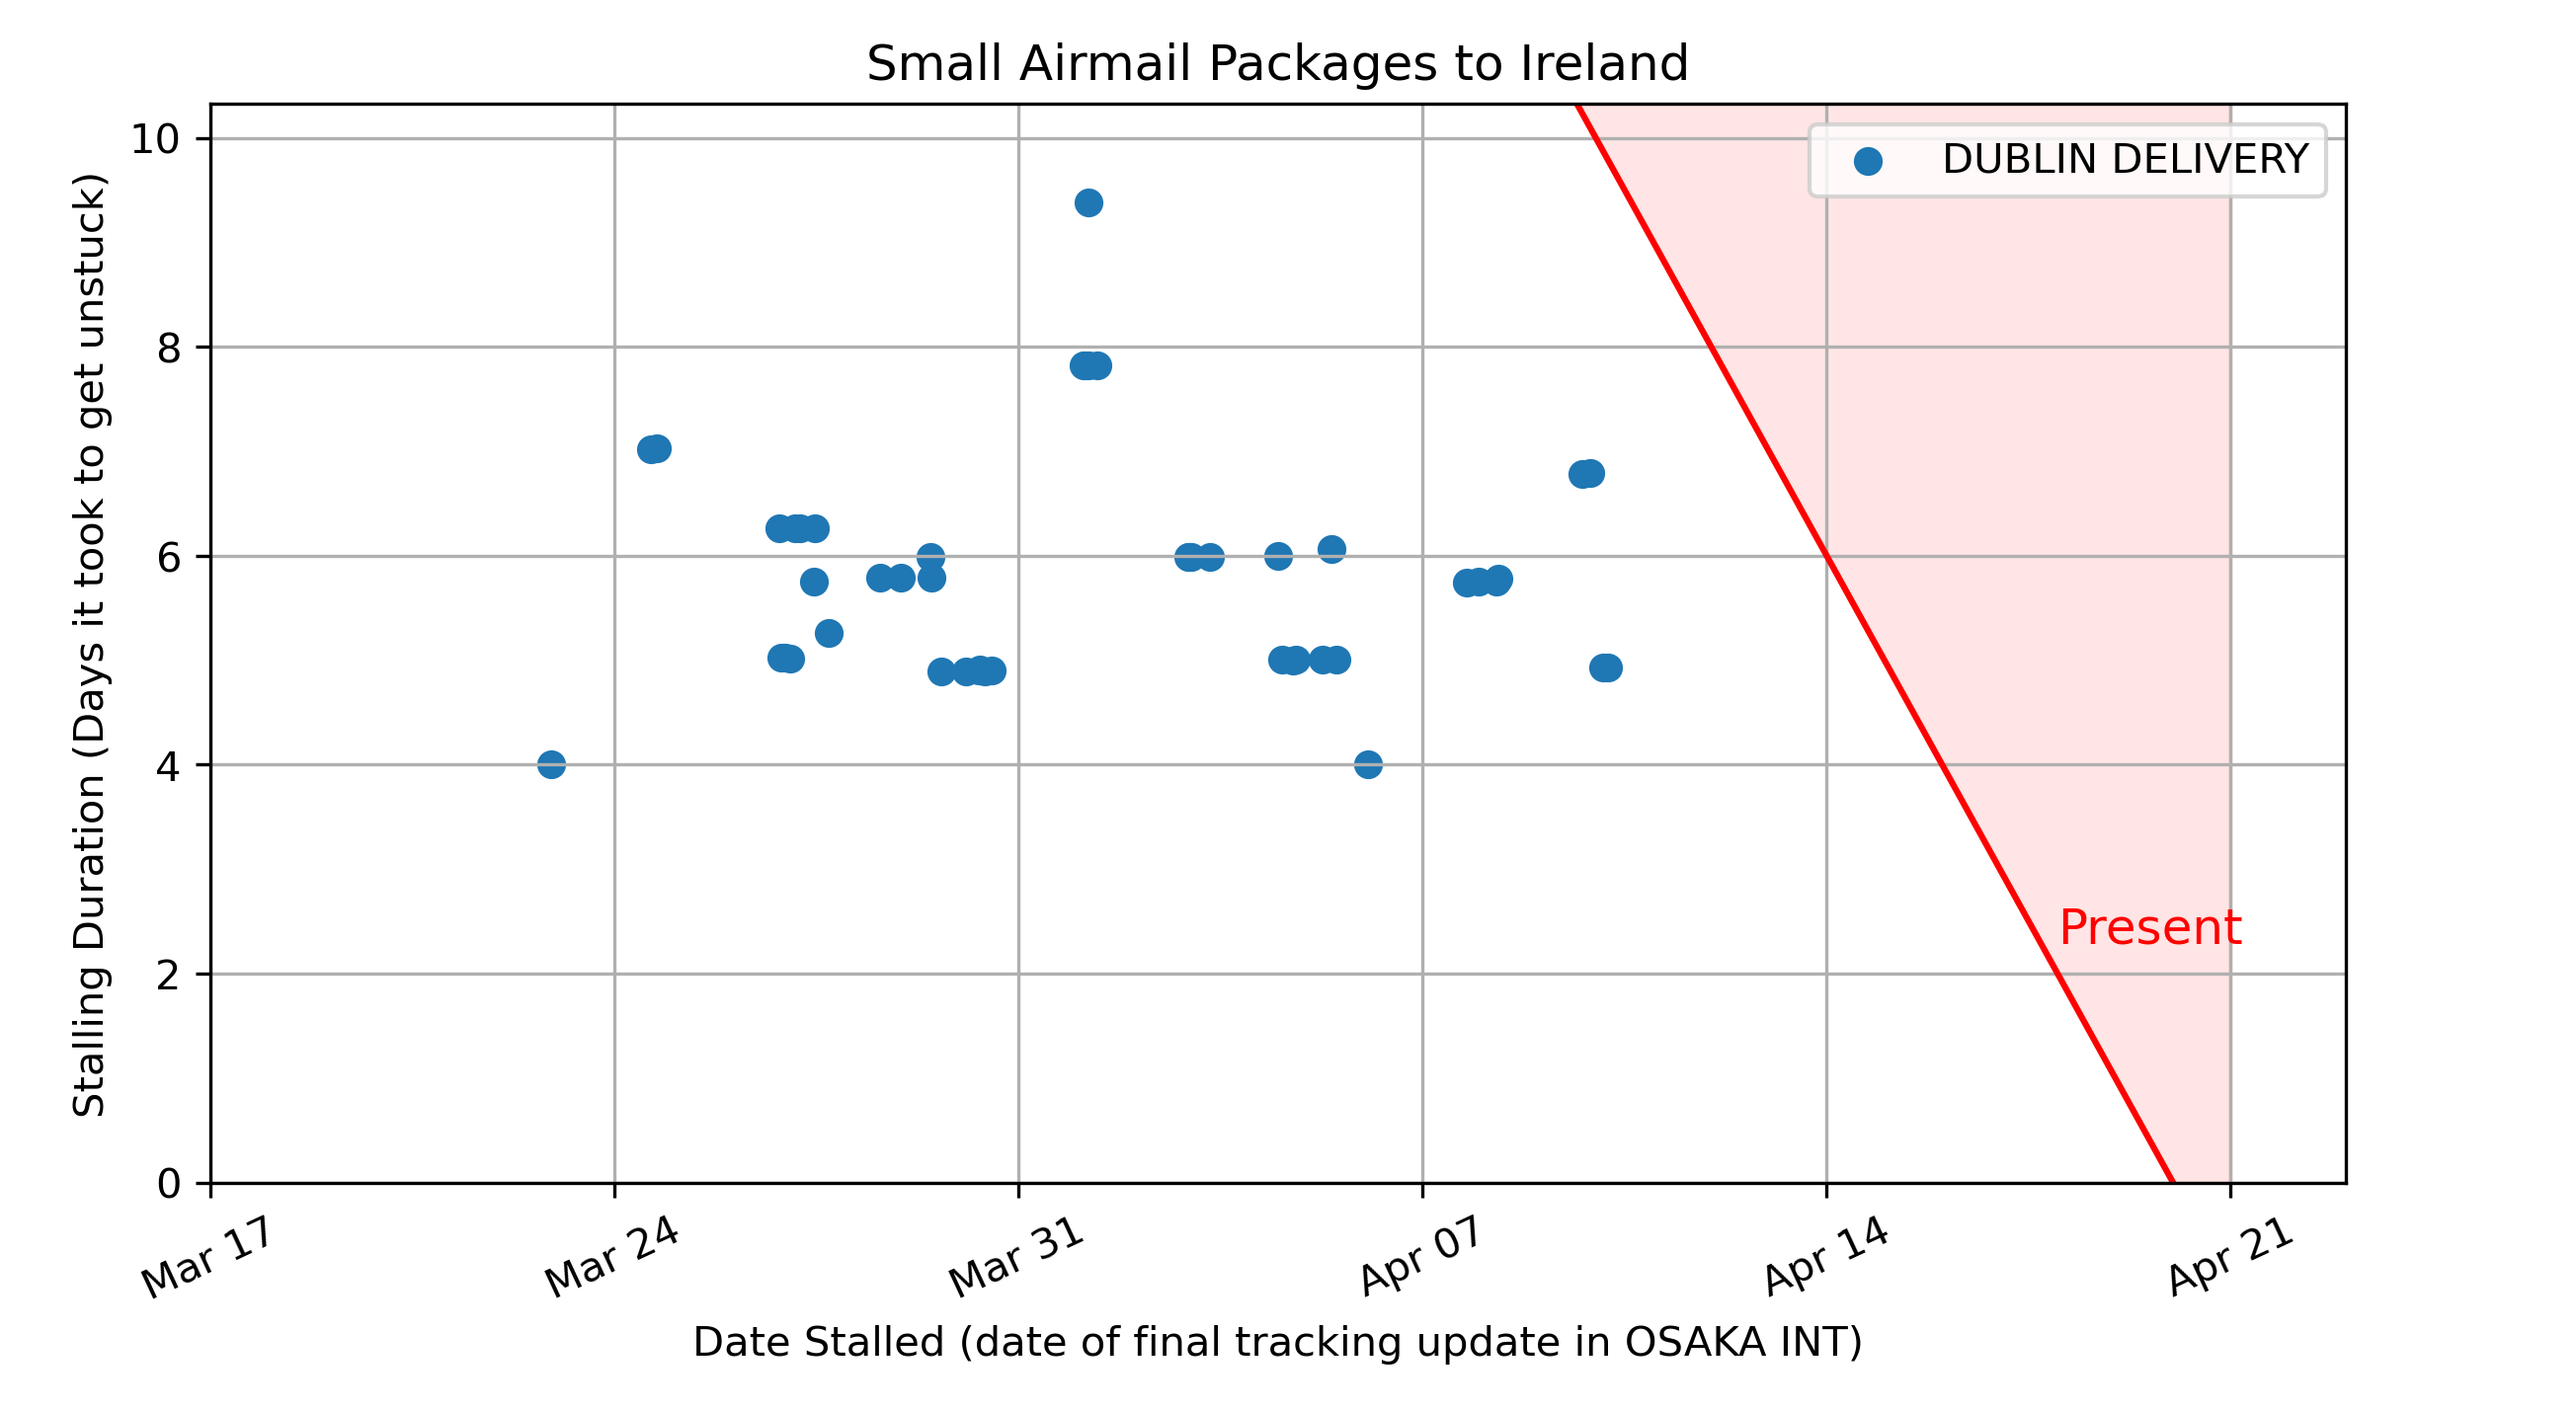 Small Airmail Packages to Ireland
Stalling Duration (Days it took to get unstuck)
10
8
6
4
2
0
DUBLIN DELIVERY
Present
Mar 17
Mar 24
Mar 31
Apr 07
Apr 14
Apr 21
Date Stalled (date of final tracking update in OSAKA INT)